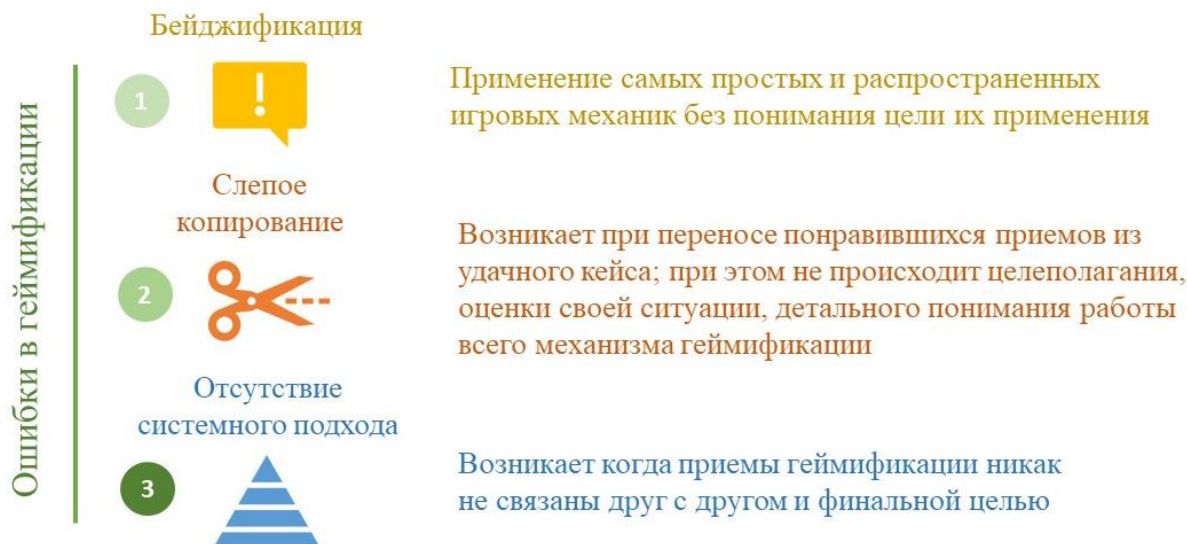 Ошибки в геймификации
Бейджификация
1
!
Применение самых простых и распространенных
игровых механик без понимания цели их применения
Слепое
копирование
2
Возникает при переносе понравившихся приемов из
удачного кейса; при этом не происходит целеполагания,
оценки своей ситуации, детального понимания работы
всего механизма геймификации
Отсутствие
системного подхода
3
Возникает когда приемы геймификации никак
не связаны друг с другом и финальной целью